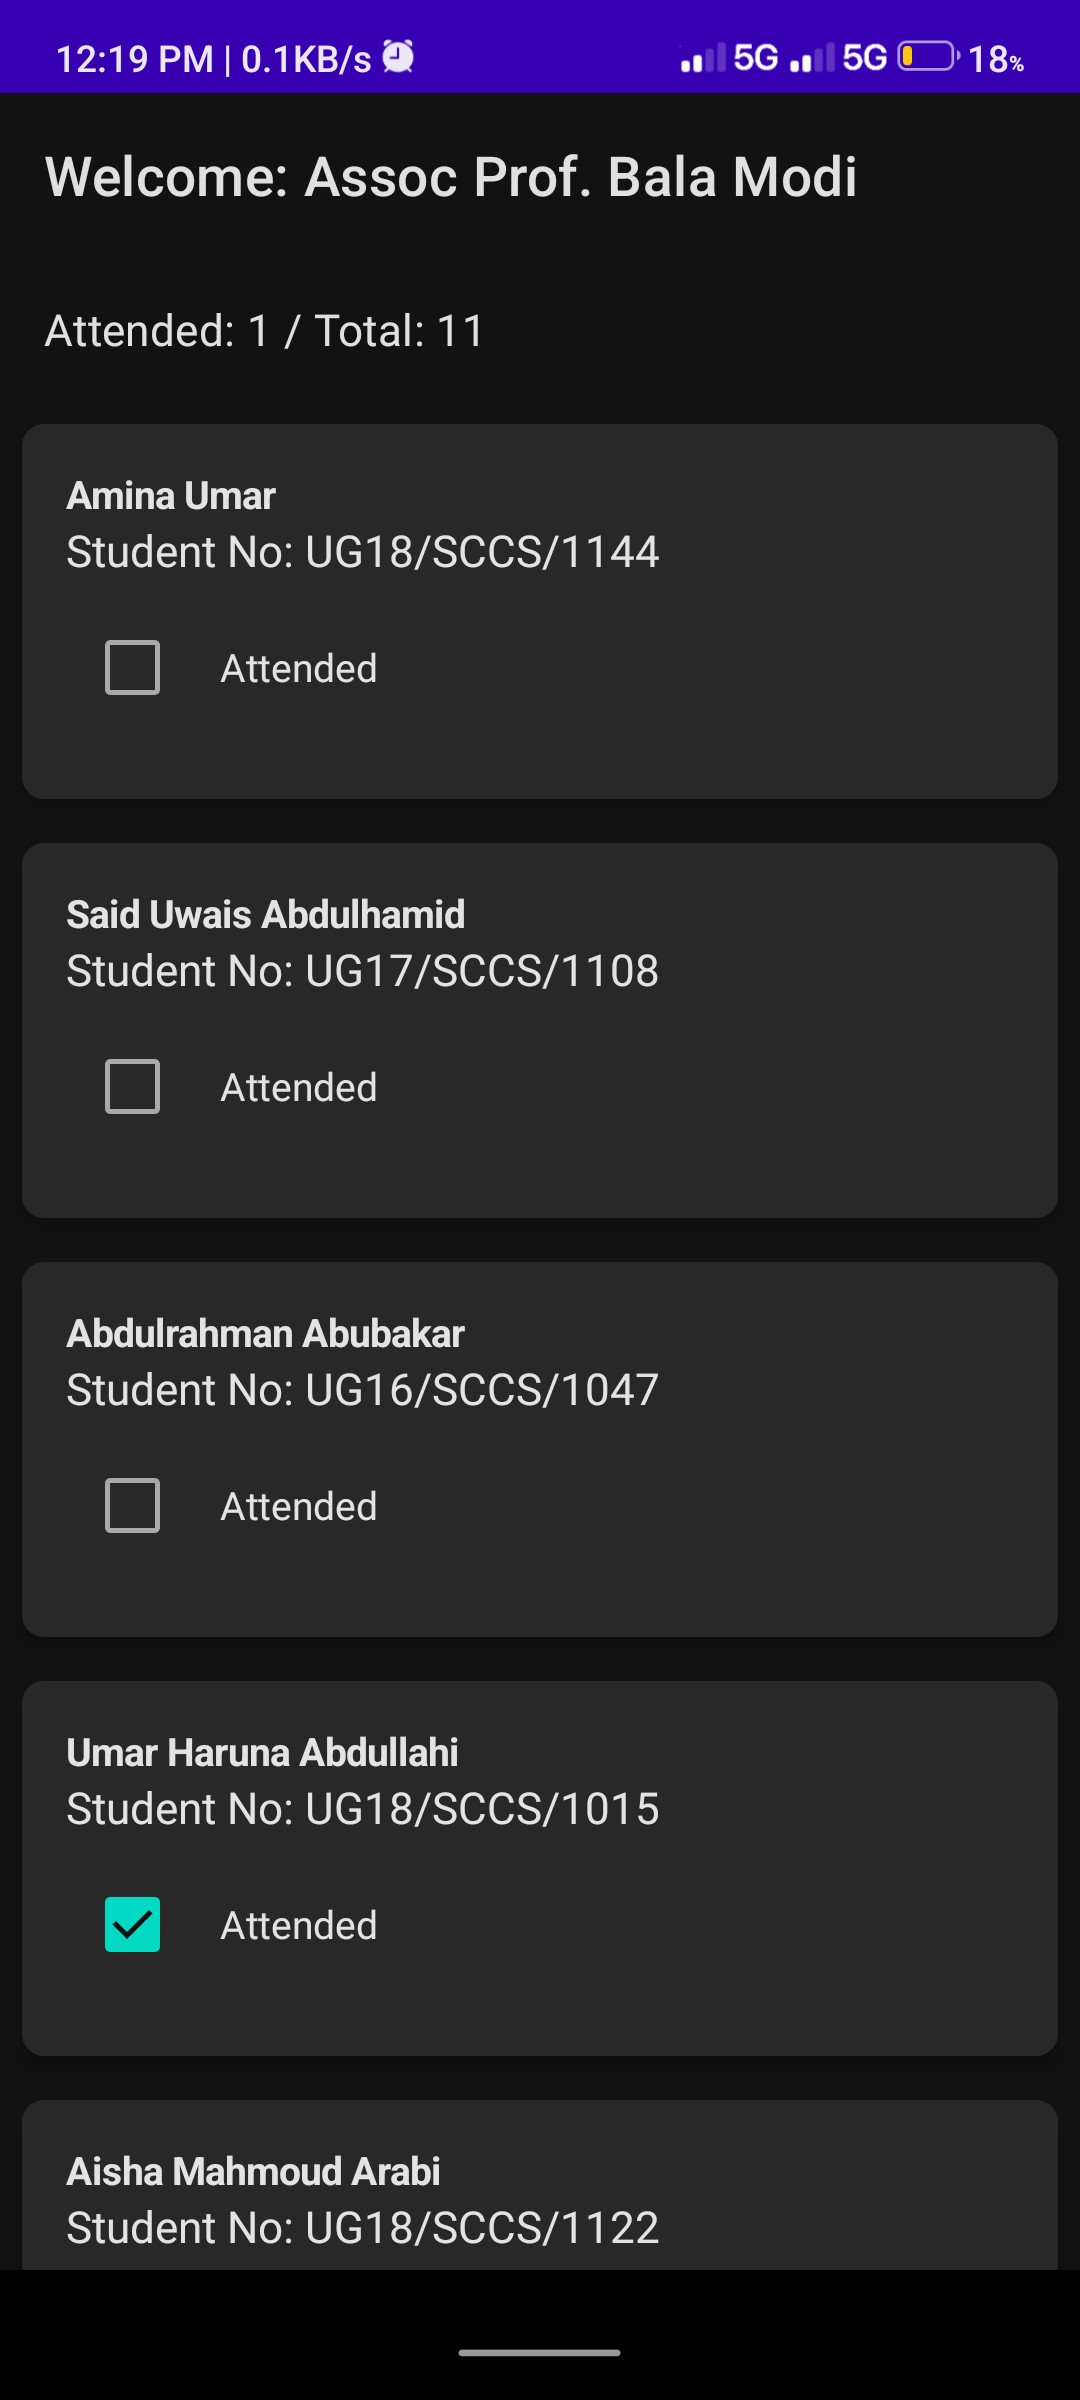 12:19 PM | 0.1KB/s 5G 5G 18%
Welcome: Assoc Prof. Bala Modi
Attended: 1 / Total: 11
Amina Umar
Student No: UG18/SCCS/1144
Attended
Said Uwais Abdulhamid
Student No: UG17/SCCS/1108
Attended
Abdulrahman Abubakar
Student No: UG16/SCCS/1047
Attended
Umar Haruna Abdullahi
Student No: UG18/SCCS/1015
Attended
Aisha Mahmoud Arabi
Student No: UG18/SCCS/1122